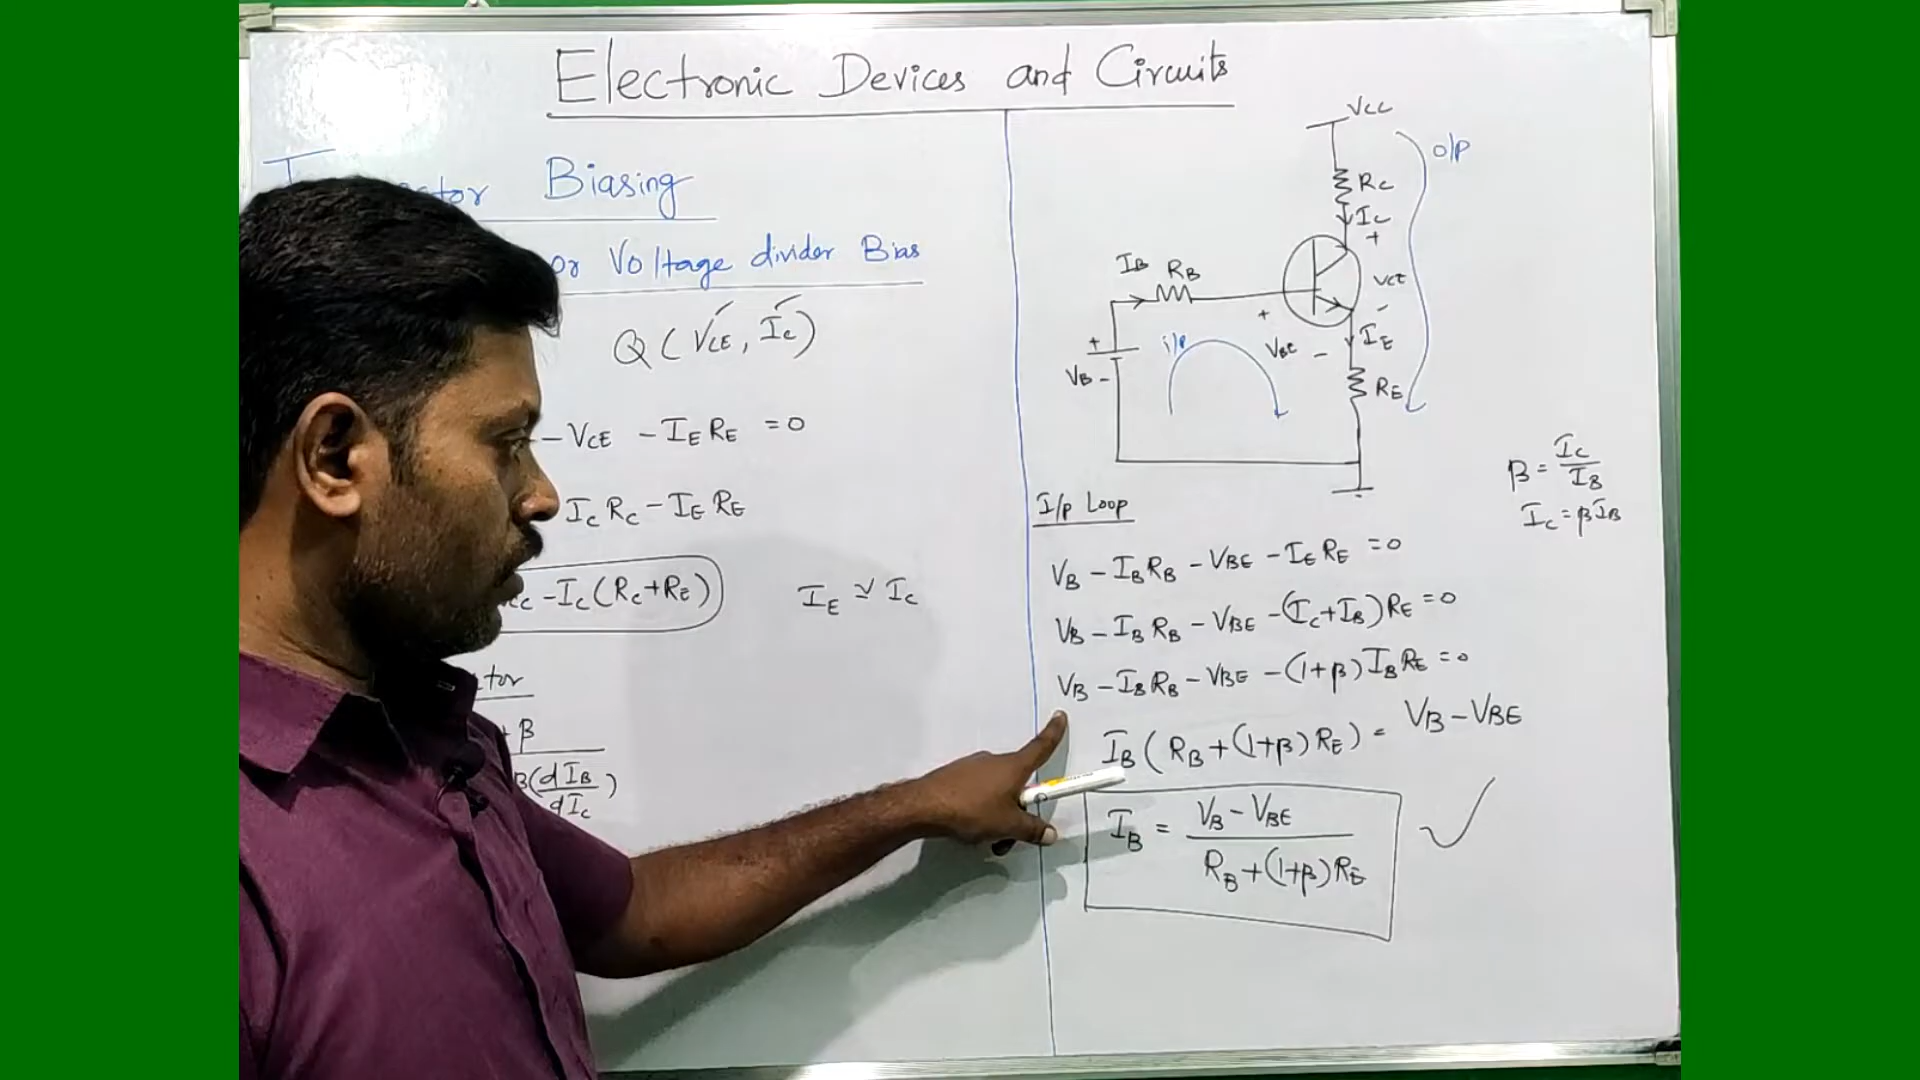 Electronic Devices and Circuits
Biasing
or Voltage divider Bias
Q (VCE, IC)
- VCE - IE RE = 0
IC RC - IE RE
- IC (RC + RE)
IE ≃ IC
β
(dIB
dIC)
VCC
o/p
RC
IC
+
IB RB
VCE
-
+
i/p
VBE -
IE
+
VB -
RE
β = IC
IB
IC = βIB
I/p Loop
VB - IB RB - VBE - IE RE = 0
VB - IB RB - VBE - (IC + IB) RE = 0
VB - IB RB - VBE - (1+β) IB RE = 0
IB (RB + (1+β) RE) = VB - VBE
IB = VB - VBE
RB + (1+β) RE